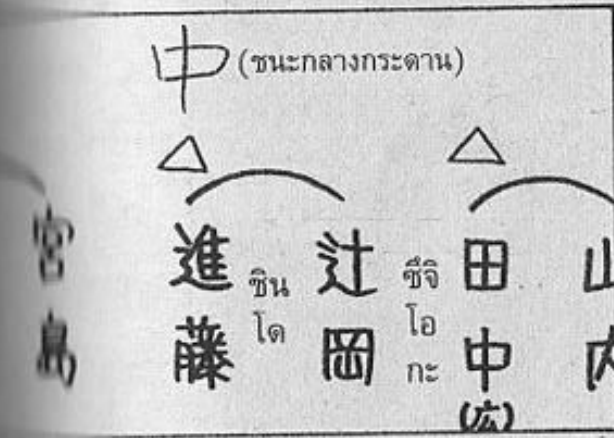 中 (ชนะกลางกระดาน)
△ △
宮島
進藤
ชินโด
辻岡
ซึจิโอกะ
田中(広)
山内